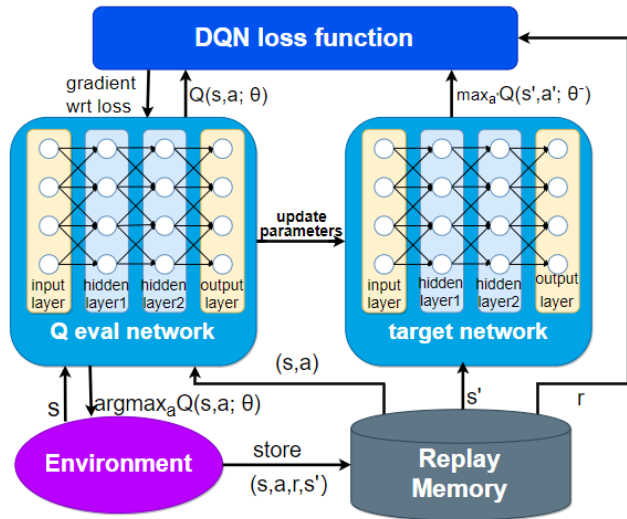 DQN loss function
gradient
wrt loss
Q(s,a; θ)
maxₐ'Q(s',a'; θ⁻)
input
layer
hidden
layer1
hidden
layer2
output
layer
Q eval network
update
parameters
input
layer
hidden
layer1
hidden
layer2
output
layer
target network
s
argmaxₐQ(s,a; θ)
(s,a)
s'
r
Environment
store
(s,a,r,s')
Replay
Memory